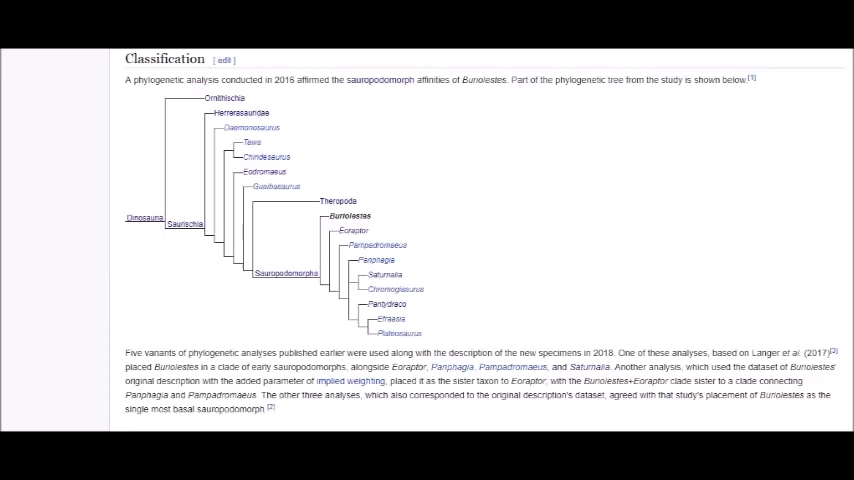 Classification [ edit ]
A phylogenetic analysis conducted in 2016 affirmed the sauropodomorph affinities of Buriolestes. Part of the phylogenetic tree from the study is shown below.[1]
Ornithischia
Herrerasauridae
Daemonosaurus
Tawa
Chindesaurus
Eodromaeus
Guaibasaurus
Theropoda
Buriolestes
Dinosauria
Saurischia
Eoraptor
Pampadromaeus
Panphagia
Sauropodomorpha
Saturnalia
Chromogisaurus
Pantydraco
Efraasia
Plateosaurus
Five variants of phylogenetic analyses published earlier were used along with the description of the new specimens in 2018. One of these analyses, based on Langer et al. (2017)[3]
placed Buriolestes in a clade of early sauropodomorphs, alongside Eoraptor, Panphagia, Pampadromaeus, and Saturnalia. Another analysis, which used the dataset of Buriolestes'
original description with the added parameter of implied weighting, placed it as the sister taxon to Eoraptor, with the Buriolestes+Eoraptor clade sister to a clade connecting
Panphagia and Pampadromaeus. The other three analyses, which also corresponded to the original description's dataset, agreed with that study's placement of Buriolestes as the
single most basal sauropodomorph.[2]